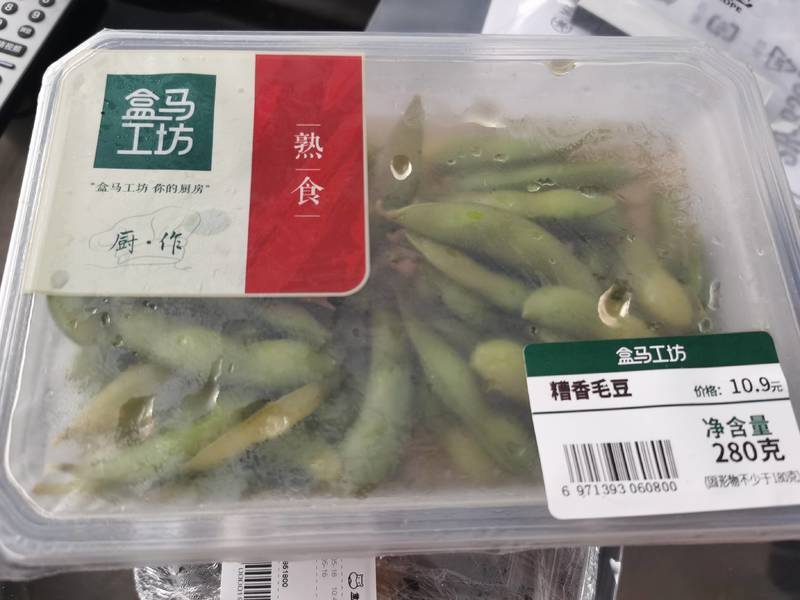 盒马
工坊
"盒马工坊 你的厨房"
厨·作
熟食
盒马工坊
糟香毛豆
价格: 10.9元
净含量
280克
(固形物不少于180克)
6 971393 060800